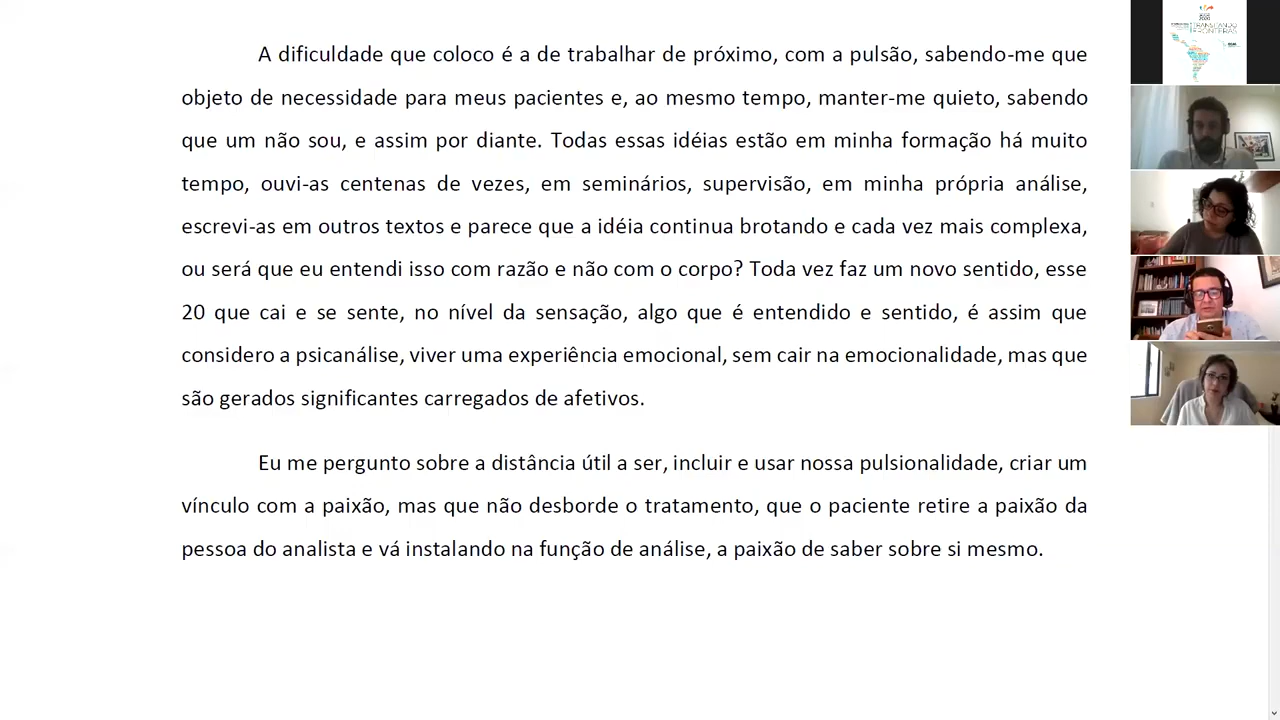 A dificuldade que coloco é a de trabalhar de próximo, com a pulsão, sabendo-me que
objeto de necessidade para meus pacientes e, ao mesmo tempo, manter-me quieto, sabendo
que um não sou, e assim por diante. Todas essas idéias estão em minha formação há muito
tempo, ouvi-as centenas de vezes, em seminários, supervisão, em minha própria análise,
escrevi-as em outros textos e parece que a idéia continua brotando e cada vez mais complexa,
ou será que eu entendi isso com razão e não com o corpo? Toda vez faz um novo sentido, esse
20 que cai e se sente, no nível da sensação, algo que é entendido e sentido, é assim que
considero a psicanálise, viver uma experiência emocional, sem cair na emocionalidade, mas que
são gerados significantes carregados de afetivos.
Eu me pergunto sobre a distância útil a ser, incluir e usar nossa pulsionalidade, criar um
vínculo com a paixão, mas que não desborde o tratamento, que o paciente retire a paixão da
pessoa do analista e vá instalando na função de análise, a paixão de saber sobre si mesmo.
TRANSITANDO
FRONTEIRAS